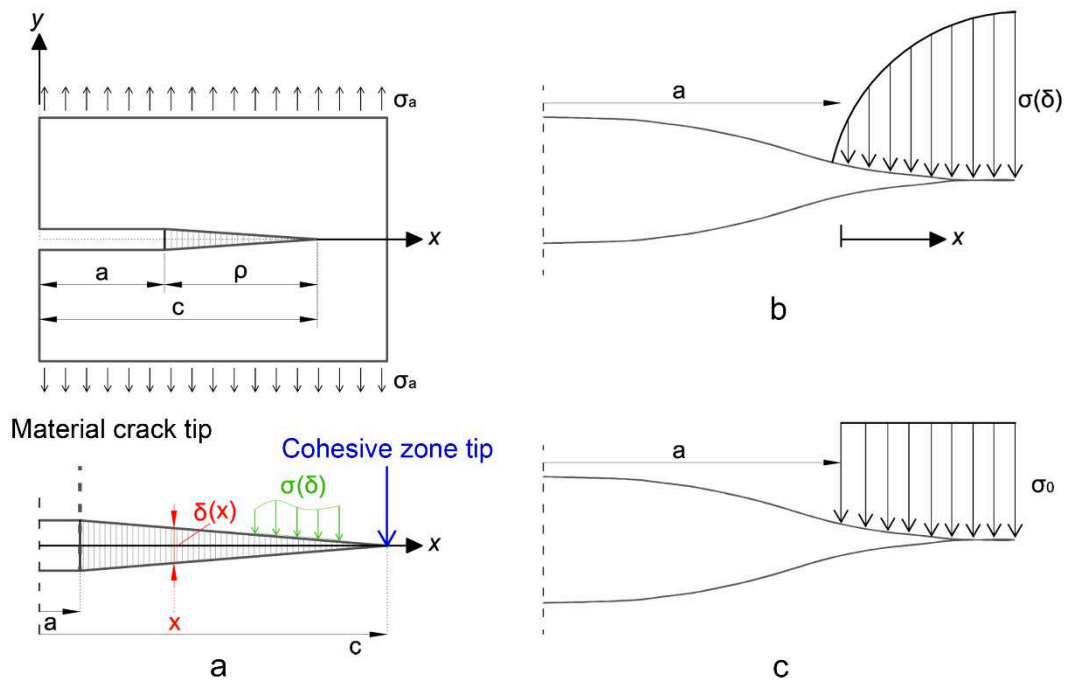 y
σa
x
a
ρ
c
σa
Material crack tip
Cohesive zone tip
σ(δ)
δ(x)
x
a
x
c
a
a
σ(δ)
x
b
a
σ0
c